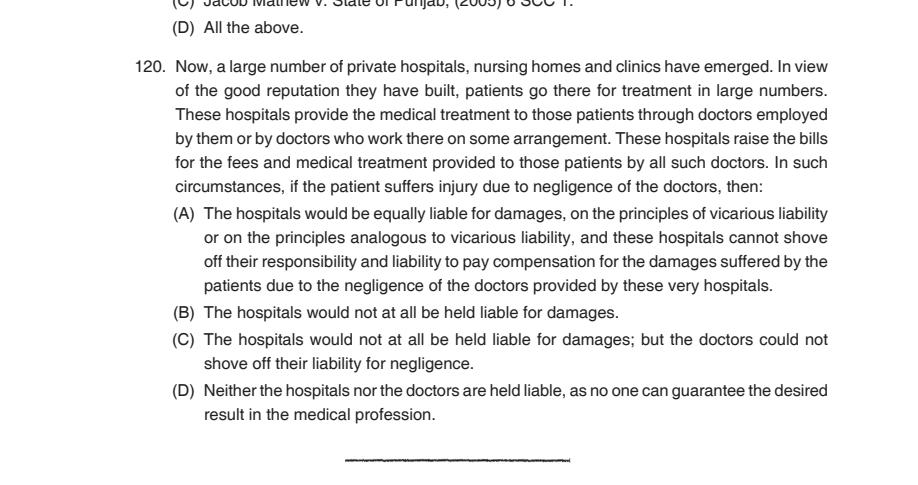 (C) Jacob Mathew v. State of Punjab, (2005) 6 SCC 1.
(D) All the above.
120. Now, a large number of private hospitals, nursing homes and clinics have emerged. In view
of the good reputation they have built, patients go there for treatment in large numbers.
These hospitals provide the medical treatment to those patients through doctors employed
by them or by doctors who work there on some arrangement. These hospitals raise the bills
for the fees and medical treatment provided to those patients by all such doctors. In such
circumstances, if the patient suffers injury due to negligence of the doctors, then:
(A) The hospitals would be equally liable for damages, on the principles of vicarious liability
or on the principles analogous to vicarious liability, and these hospitals cannot shove
off their responsibility and liability to pay compensation for the damages suffered by the
patients due to the negligence of the doctors provided by these very hospitals.
(B) The hospitals would not at all be held liable for damages.
(C) The hospitals would not at all be held liable for damages; but the doctors could not
shove off their liability for negligence.
(D) Neither the hospitals nor the doctors are held liable, as no one can guarantee the desired
result in the medical profession.